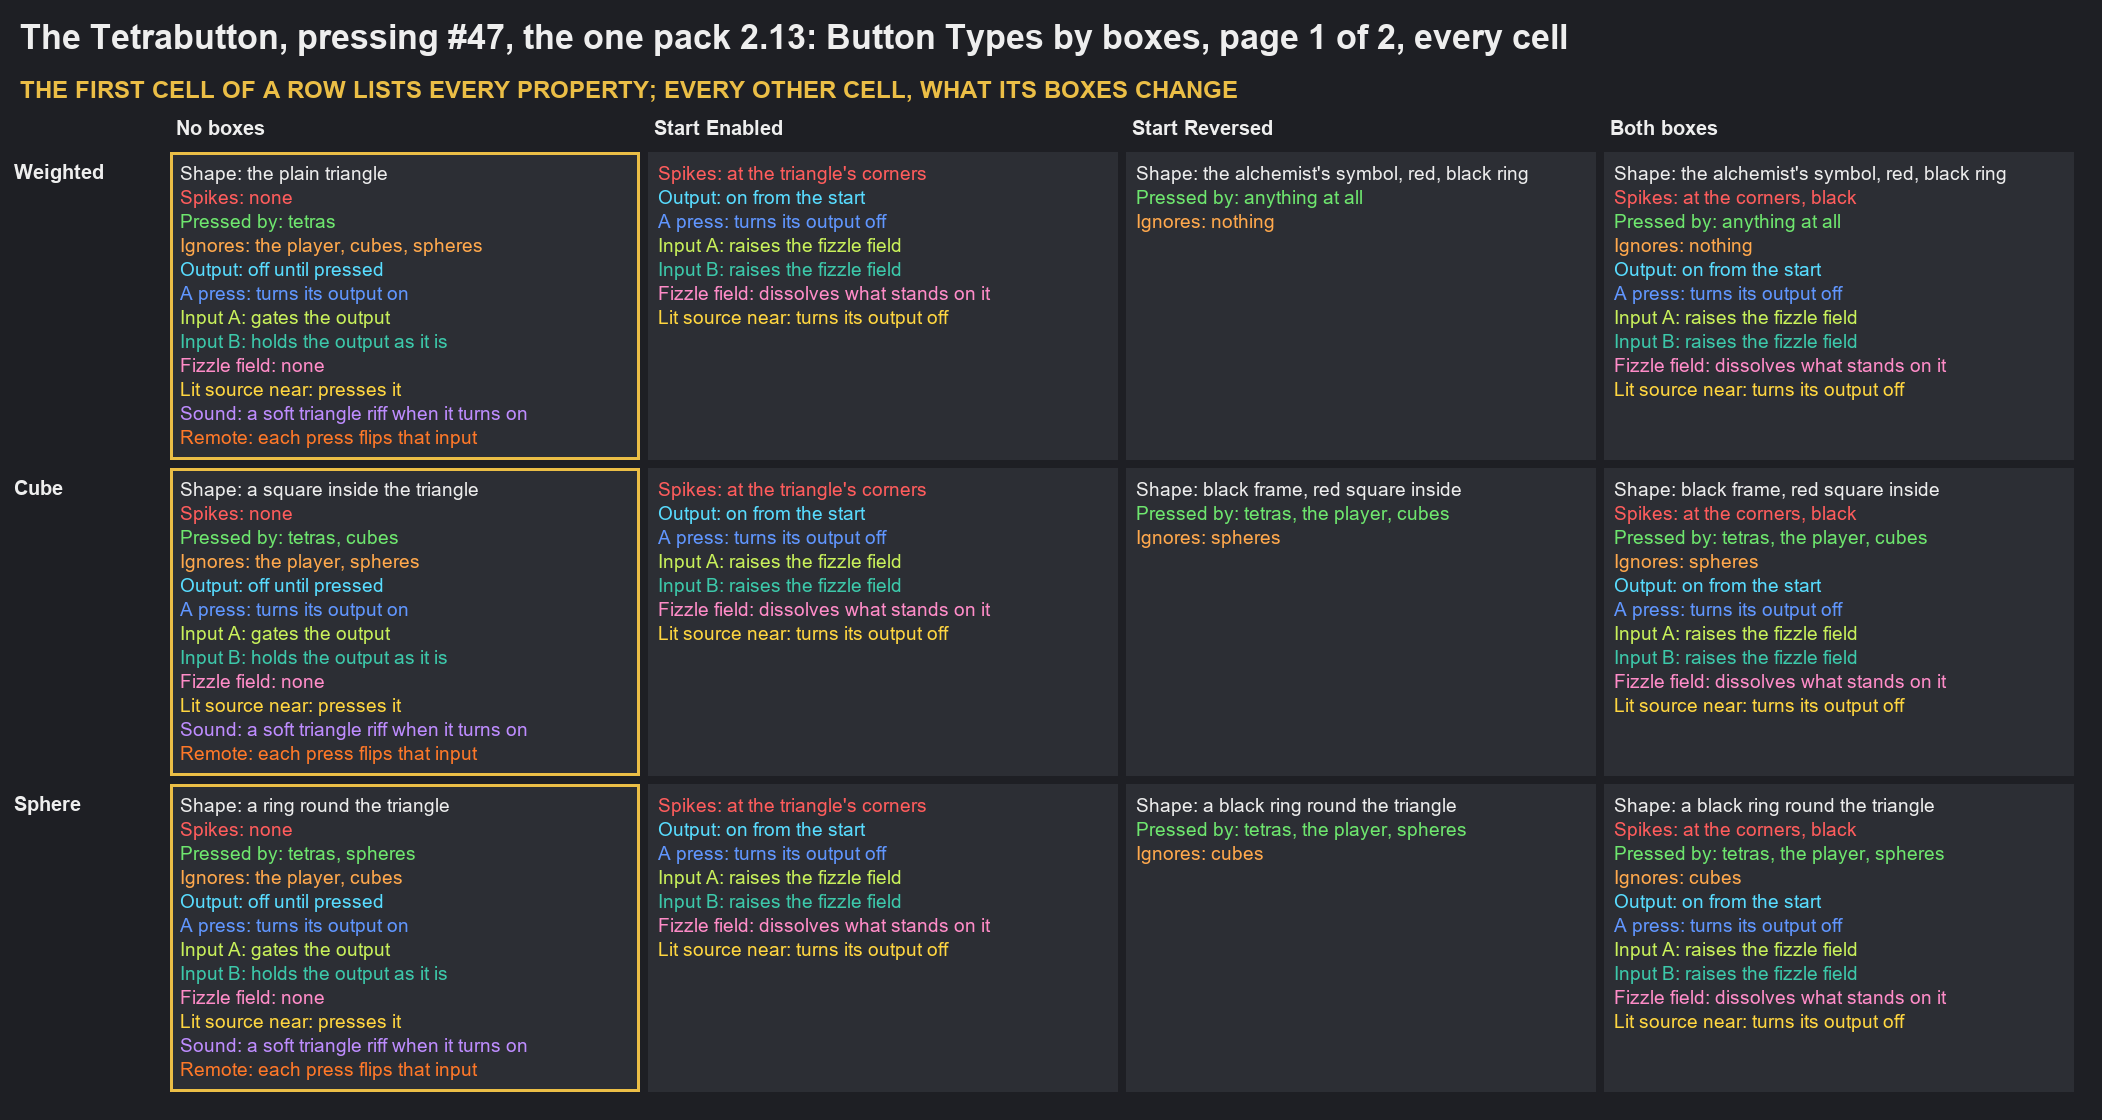 The Tetrabutton, pressing #47, the one pack 2.13: Button Types by boxes, page 1 of 2, every cell
THE FIRST CELL OF A ROW LISTS EVERY PROPERTY; EVERY OTHER CELL, WHAT ITS BOXES CHANGE
No boxes
Start Enabled
Start Reversed
Both boxes
Weighted
Shape: the plain triangle
Spikes: none
Pressed by: tetras
Ignores: the player, cubes, spheres
Output: off until pressed
A press: turns its output on
Input A: gates the output
Input B: holds the output as it is
Fizzle field: none
Lit source near: presses it
Sound: a soft triangle riff when it turns on
Remote: each press flips that input
Spikes: at the triangle's corners
Output: on from the start
A press: turns its output off
Input A: raises the fizzle field
Input B: raises the fizzle field
Fizzle field: dissolves what stands on it
Lit source near: turns its output off
Shape: the alchemist's symbol, red, black ring
Pressed by: anything at all
Ignores: nothing
Shape: the alchemist's symbol, red, black ring
Spikes: at the corners, black
Pressed by: anything at all
Ignores: nothing
Output: on from the start
A press: turns its output off
Input A: raises the fizzle field
Input B: raises the fizzle field
Fizzle field: dissolves what stands on it
Lit source near: turns its output off
Cube
Shape: a square inside the triangle
Spikes: none
Pressed by: tetras, cubes
Ignores: the player, spheres
Output: off until pressed
A press: turns its output on
Input A: gates the output
Input B: holds the output as it is
Fizzle field: none
Lit source near: presses it
Sound: a soft triangle riff when it turns on
Remote: each press flips that input
Spikes: at the triangle's corners
Output: on from the start
A press: turns its output off
Input A: raises the fizzle field
Input B: raises the fizzle field
Fizzle field: dissolves what stands on it
Lit source near: turns its output off
Shape: black frame, red square inside
Pressed by: tetras, the player, cubes
Ignores: spheres
Shape: black frame, red square inside
Spikes: at the corners, black
Pressed by: tetras, the player, cubes
Ignores: spheres
Output: on from the start
A press: turns its output off
Input A: raises the fizzle field
Input B: raises the fizzle field
Fizzle field: dissolves what stands on it
Lit source near: turns its output off
Sphere
Shape: a ring round the triangle
Spikes: none
Pressed by: tetras, spheres
Ignores: the player, cubes
Output: off until pressed
A press: turns its output on
Input A: gates the output
Input B: holds the output as it is
Fizzle field: none
Lit source near: presses it
Sound: a soft triangle riff when it turns on
Remote: each press flips that input
Spikes: at the triangle's corners
Output: on from the start
A press: turns its output off
Input A: raises the fizzle field
Input B: raises the fizzle field
Fizzle field: dissolves what stands on it
Lit source near: turns its output off
Shape: a black ring round the triangle
Pressed by: tetras, the player, spheres
Ignores: cubes
Shape: a black ring round the triangle
Spikes: at the corners, black
Pressed by: tetras, the player, spheres
Ignores: cubes
Output: on from the start
A press: turns its output off
Input A: raises the fizzle field
Input B: raises the fizzle field
Fizzle field: dissolves what stands on it
Lit source near: turns its output off